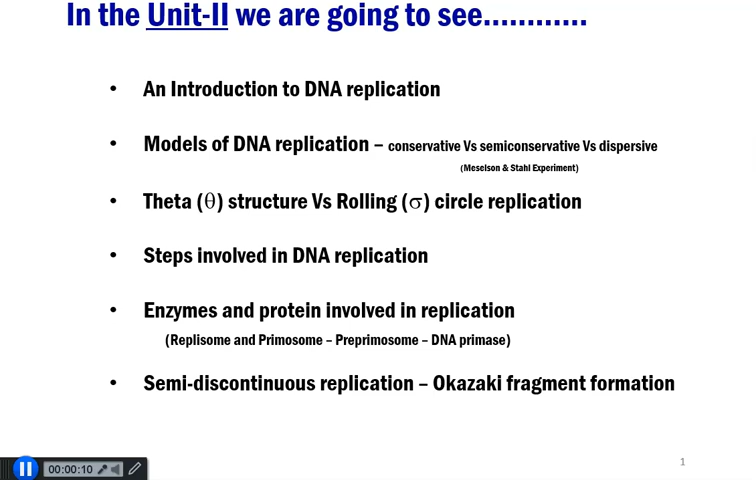 In the Unit-II we are going to see............
• An Introduction to DNA replication
• Models of DNA replication – conservative Vs semiconservative Vs dispersive
(Meselson & Stahl Experiment)
• Theta (θ) structure Vs Rolling (σ) circle replication
• Steps involved in DNA replication
• Enzymes and protein involved in replication
(Replisome and Primosome – Preprimosome – DNA primase)
• Semi-discontinuous replication – Okazaki fragment formation
00:00:10
1